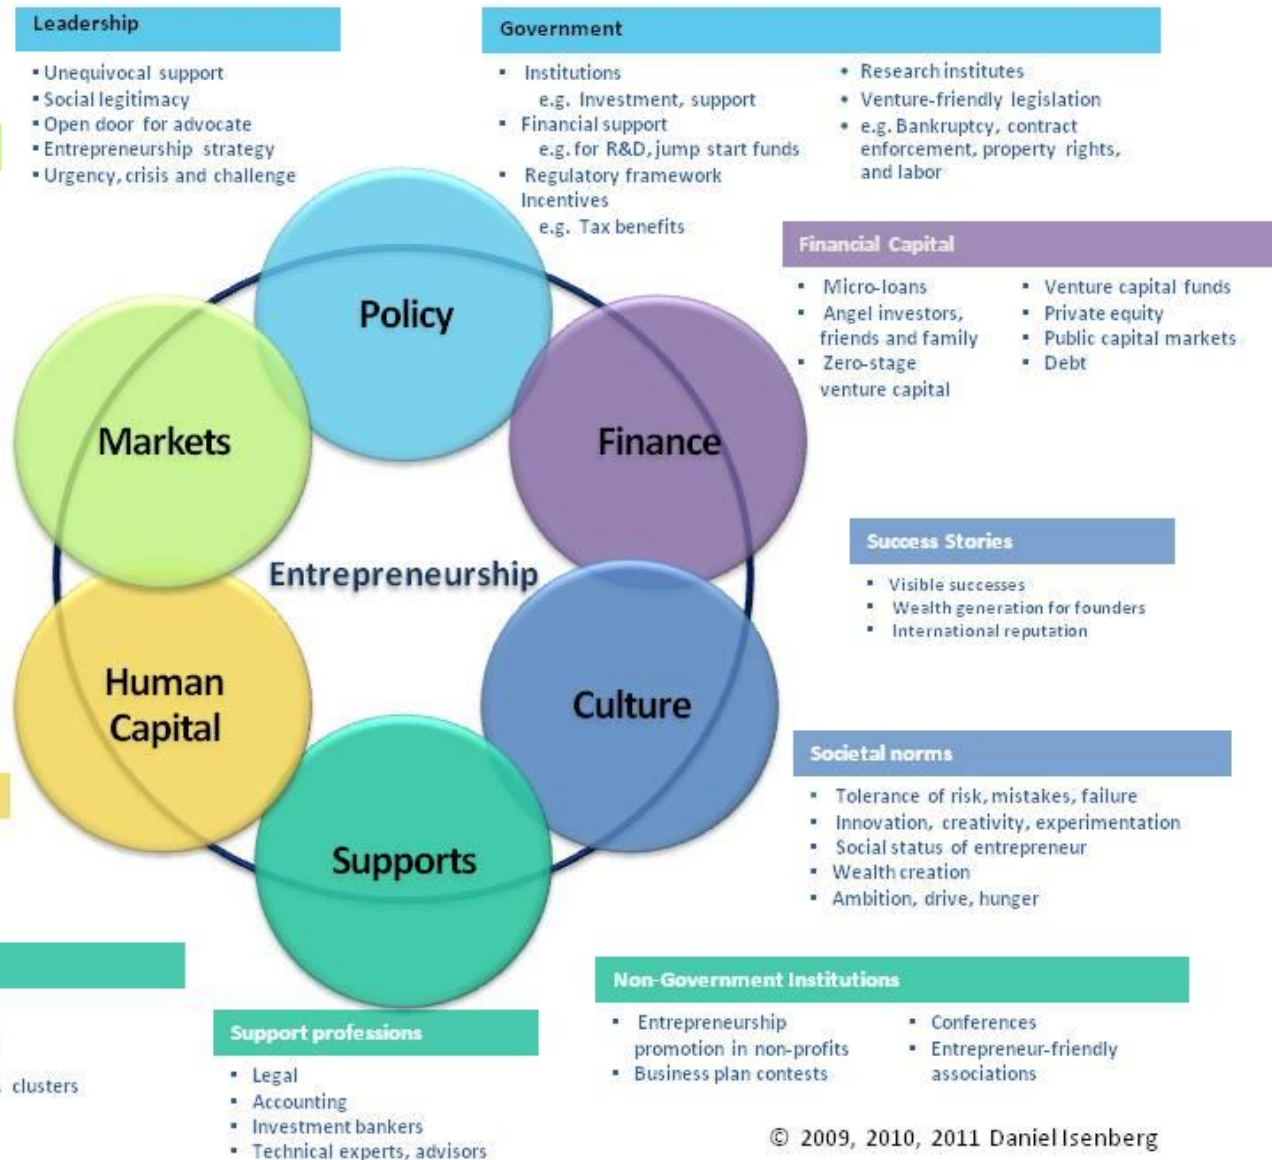 Leadership
▪ Unequivocal support
▪ Social legitimacy
▪ Open door for advocate
▪ Entrepreneurship strategy
▪ Urgency, crisis and challenge
Government
▪ Institutions
e.g. Investment, support
▪ Financial support
e.g. for R&D, jump start funds
▪ Regulatory framework
Incentives
e.g. Tax benefits
• Research institutes
• Venture-friendly legislation
• e.g. Bankruptcy, contract
enforcement, property rights,
and labor
Financial Capital
▪ Micro-loans
▪ Angel investors,
friends and family
▪ Zero-stage
venture capital
▪ Venture capital funds
▪ Private equity
▪ Public capital markets
▪ Debt
Policy
Markets
Finance
Entrepreneurship
Human
Capital
Culture
Supports
Success Stories
▪ Visible successes
▪ Wealth generation for founders
▪ International reputation
Societal norms
▪ Tolerance of risk, mistakes, failure
▪ Innovation, creativity, experimentation
▪ Social status of entrepreneur
▪ Wealth creation
▪ Ambition, drive, hunger
clusters
Support professions
▪ Legal
▪ Accounting
▪ Investment bankers
▪ Technical experts, advisors
Non-Government Institutions
▪ Entrepreneurship
promotion in non-profits
▪ Business plan contests
▪ Conferences
▪ Entrepreneur-friendly
associations
© 2009, 2010, 2011 Daniel Isenberg